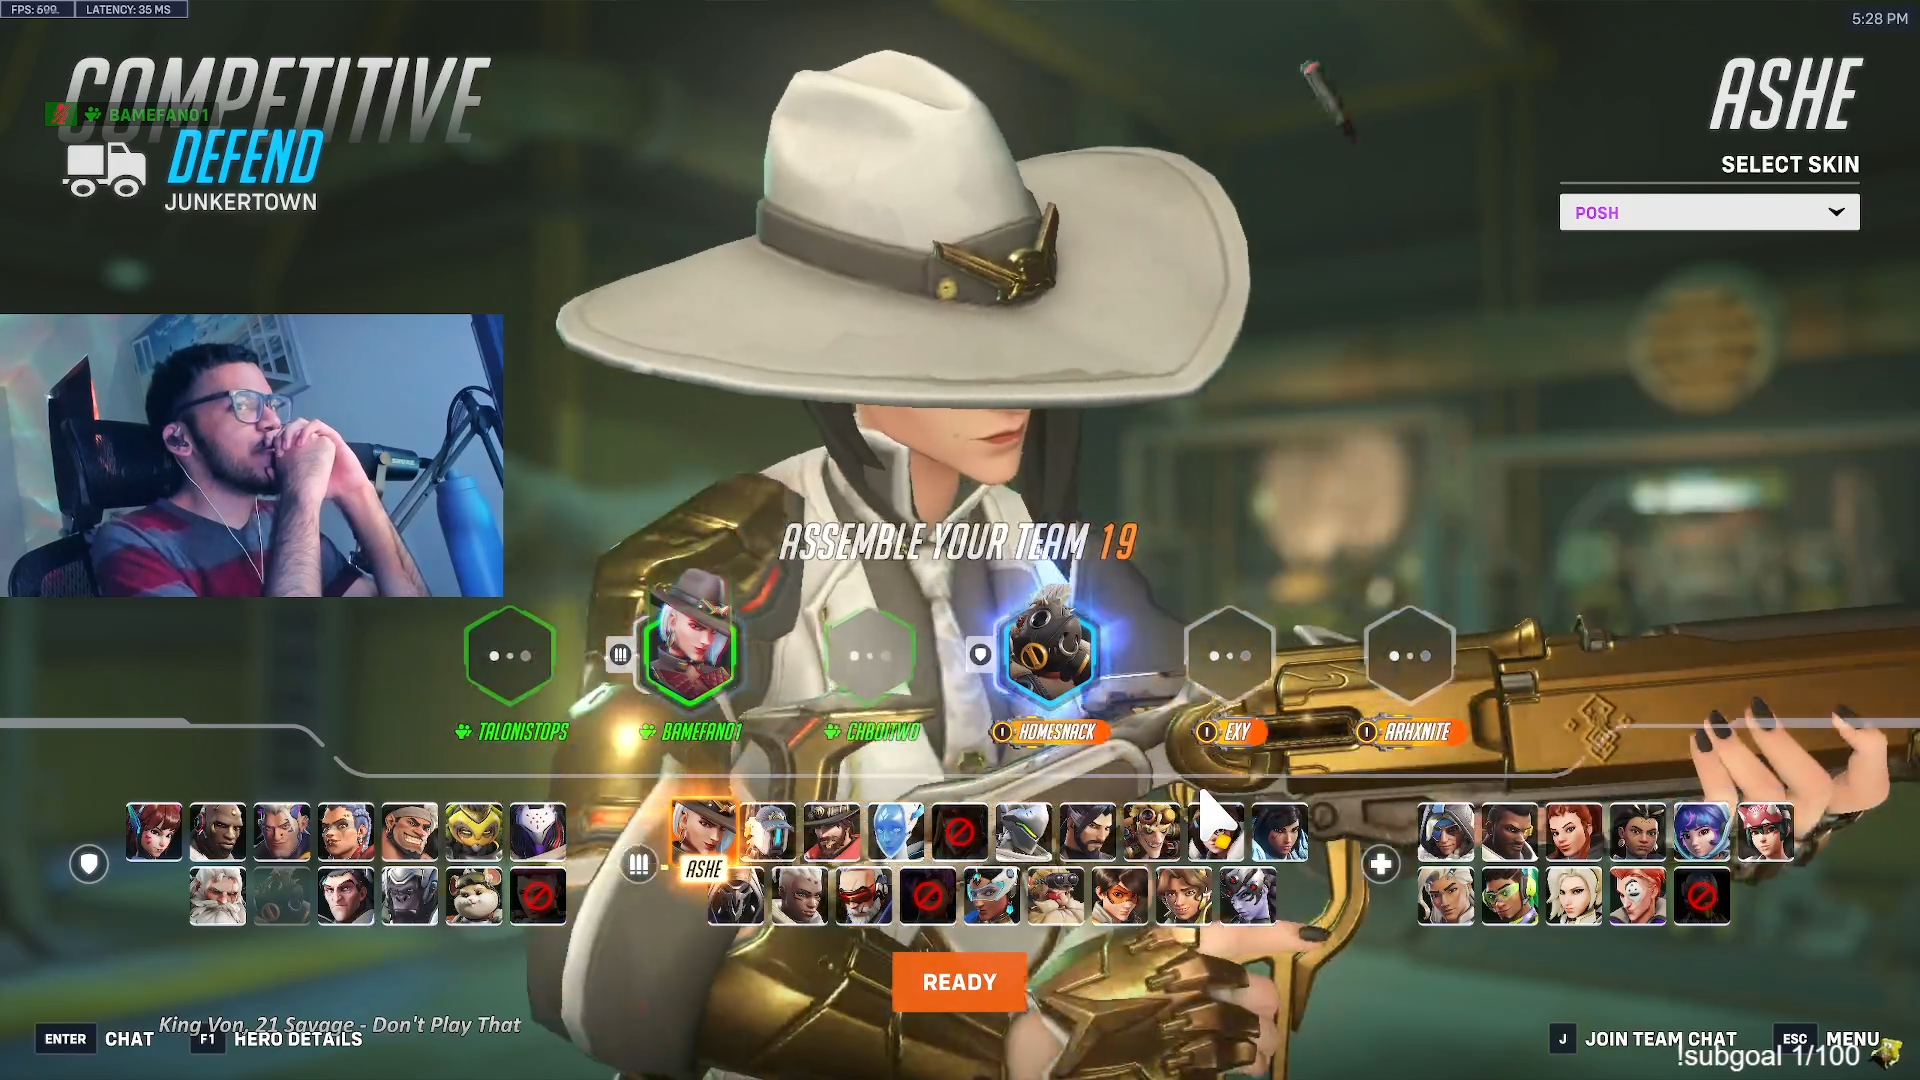 FPS: 599.
LATENCY: 35 MS
5:28 PM
COMPETITIVE
BAMEFANO1
DEFEND
JUNKERTOWN
ASHE
SELECT SKIN
POSH
ASSEMBLE YOUR TEAM 19
TALONISTOPS
BAMEFANO1
CHBOITWO
HOMESNACK
EXY
ARHXNITE
ASHE
READY
King Von, 21 Savage - Don't Play That
ENTER CHAT
F1 HERO DETAILS
J JOIN TEAM CHAT
ESC MENU
!subgoal 1/100